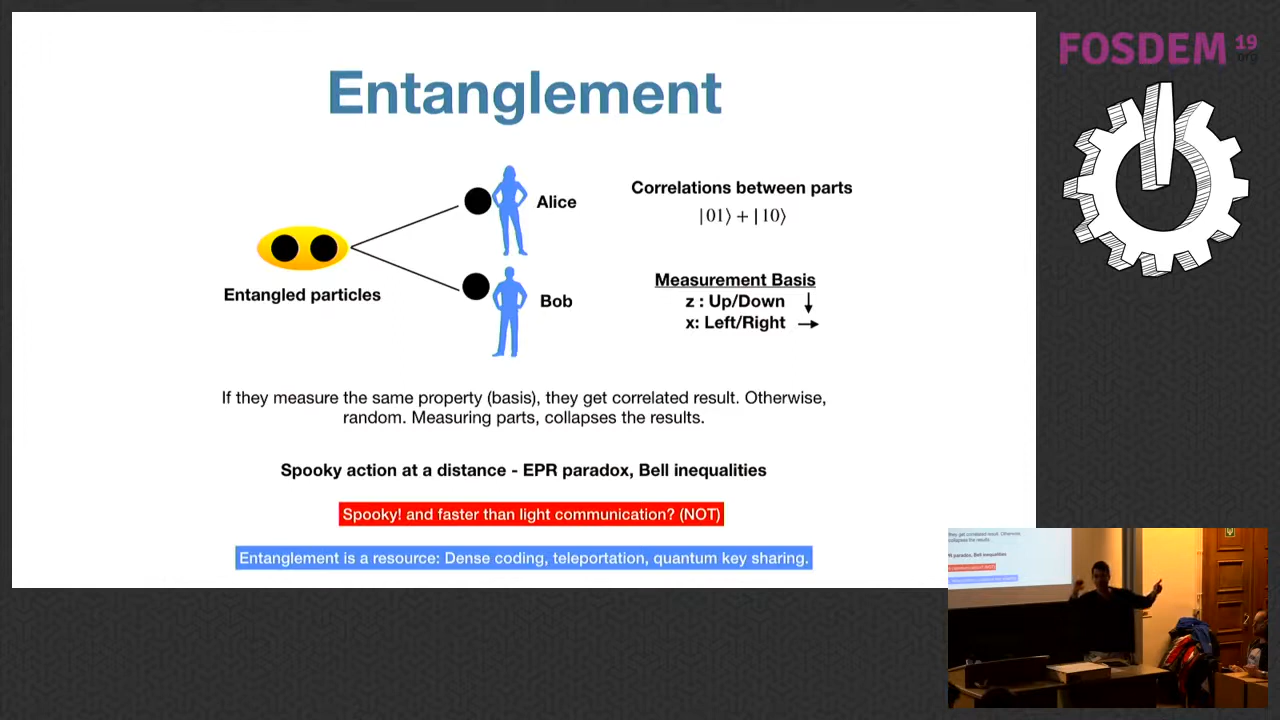 Entanglement
FOSDEM 19
.org
Alice
Correlations between parts
|01⟩ + |10⟩
Entangled particles
Bob
Measurement Basis
z : Up/Down ↓
x: Left/Right →
If they measure the same property (basis), they get correlated result. Otherwise,
random. Measuring parts, collapses the results.
Spooky action at a distance - EPR paradox, Bell inequalities
Spooky! and faster than light communication? (NOT)
Entanglement is a resource: Dense coding, teleportation, quantum key sharing.